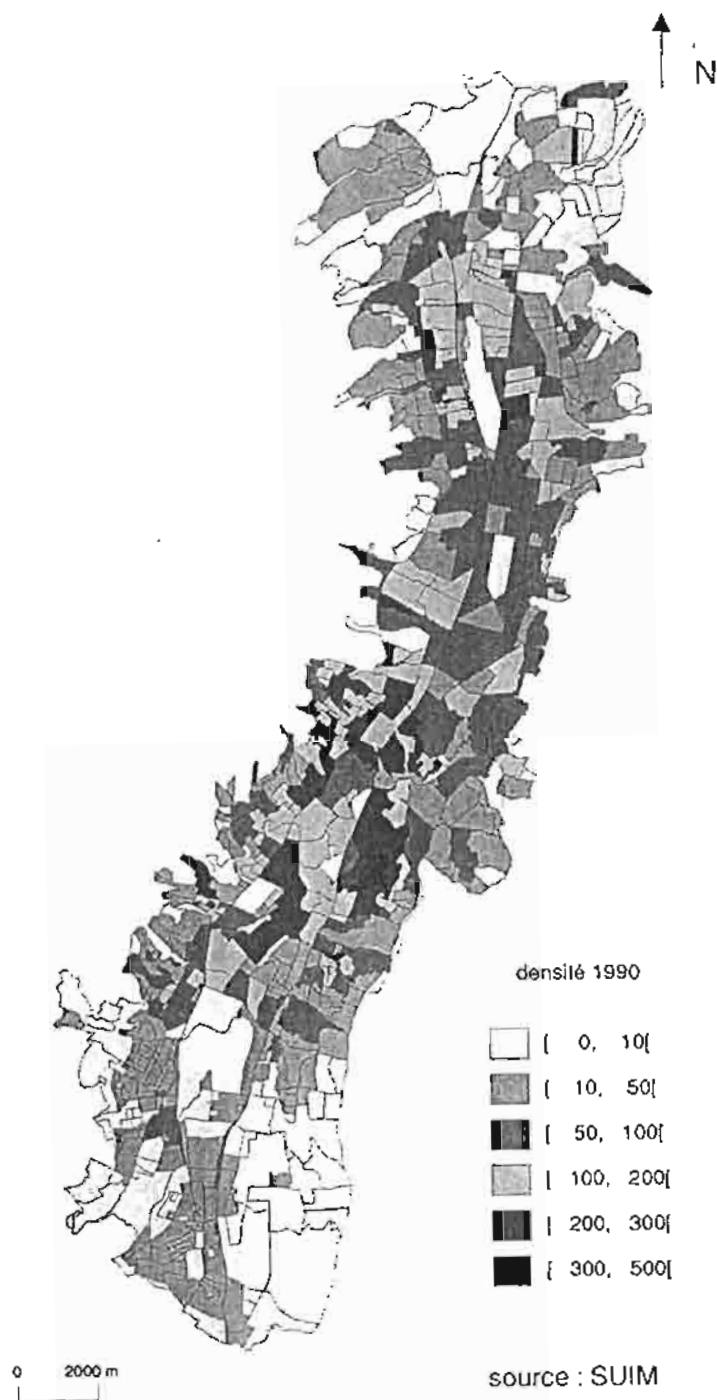 N
densité 1990
[ 0, 10[
[ 10, 50[
[ 50, 100[
[ 100, 200[
[ 200, 300[
[ 300, 500[
0 2000 m
source : SUIM